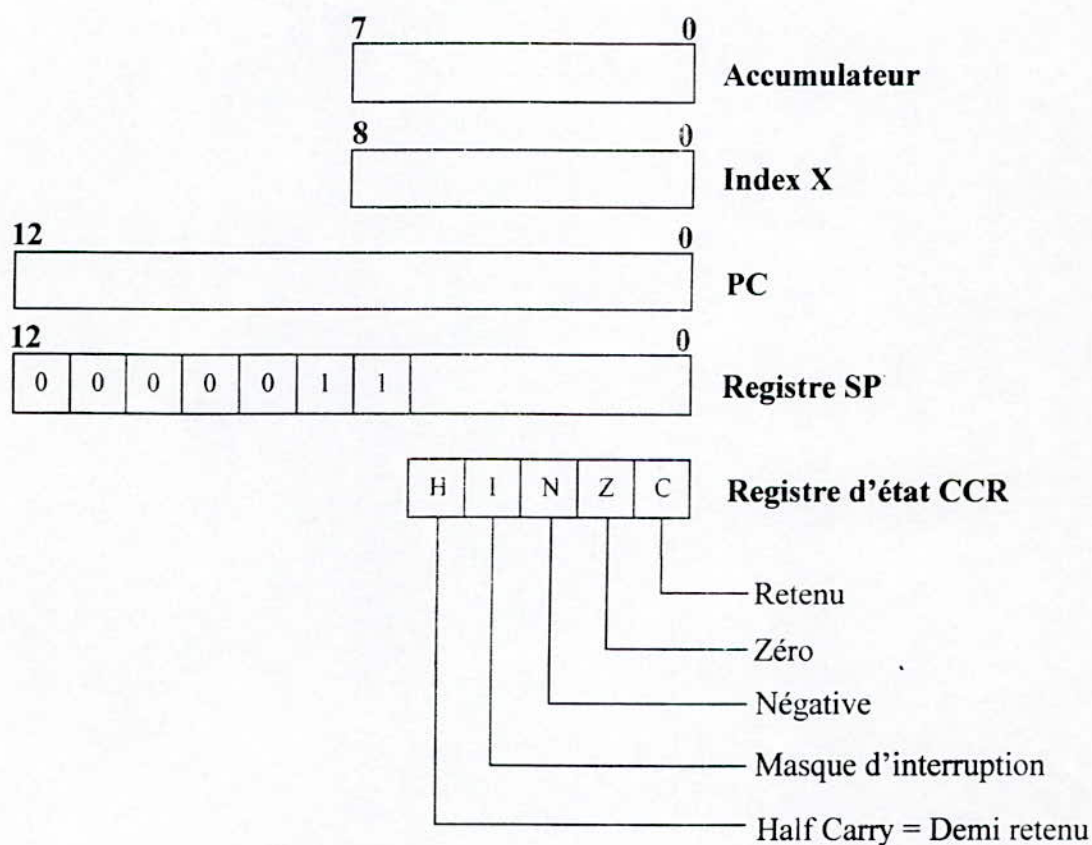 7 0
Accumulateur
8 0
Index X
12 0
PC
12 0
0 0 0 0 0 1 1
Registre SP
H I N Z C
Registre d'état CCR
Retenu
Zéro
Négative
Masque d'interruption
Half Carry = Demi retenu